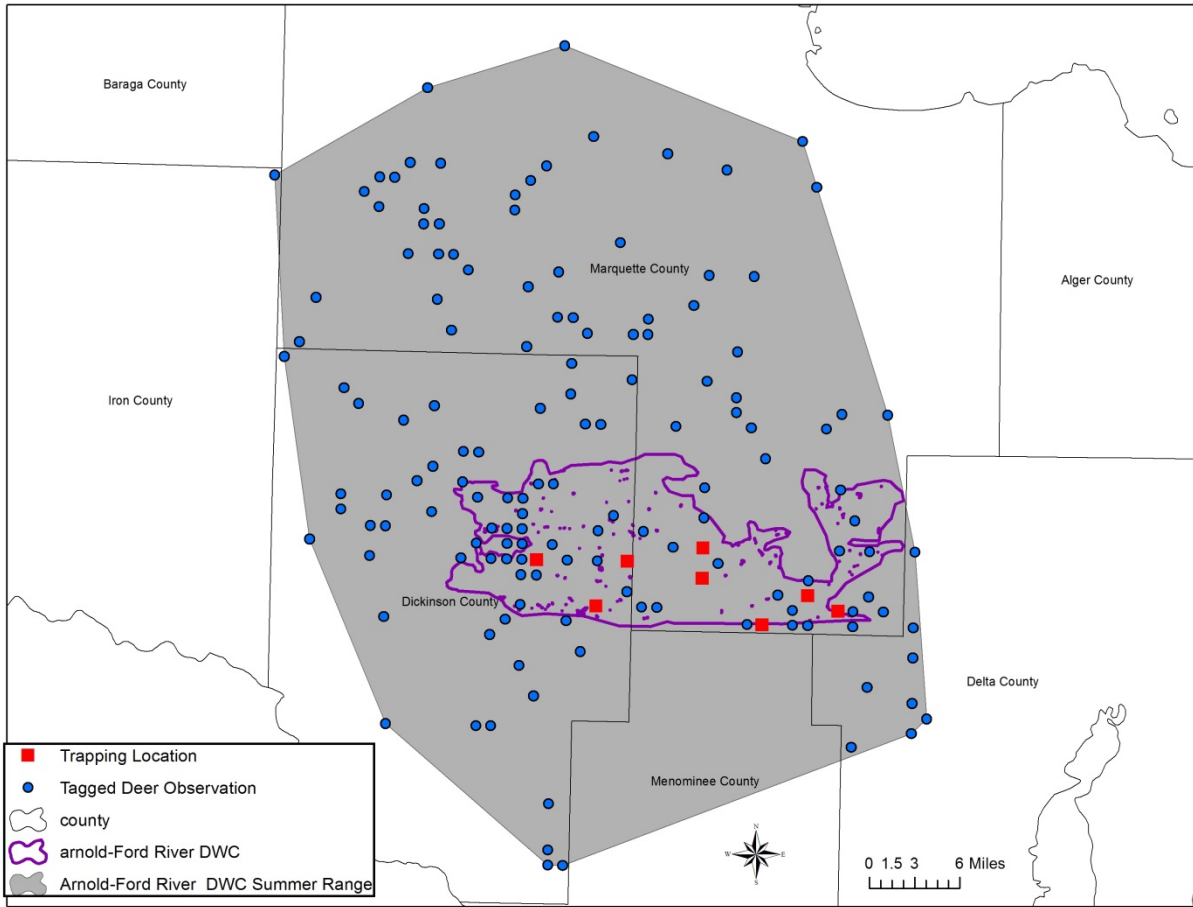 Baraga County
Marquette County
Alger County
Iron County
Dickinson County
Delta County
Menominee County
Trapping Location
Tagged Deer Observation
county
arnold-Ford River DWC
Arnold-Ford River  DWC Summer Range
N
W E
S
0 1.5 3 6 Miles